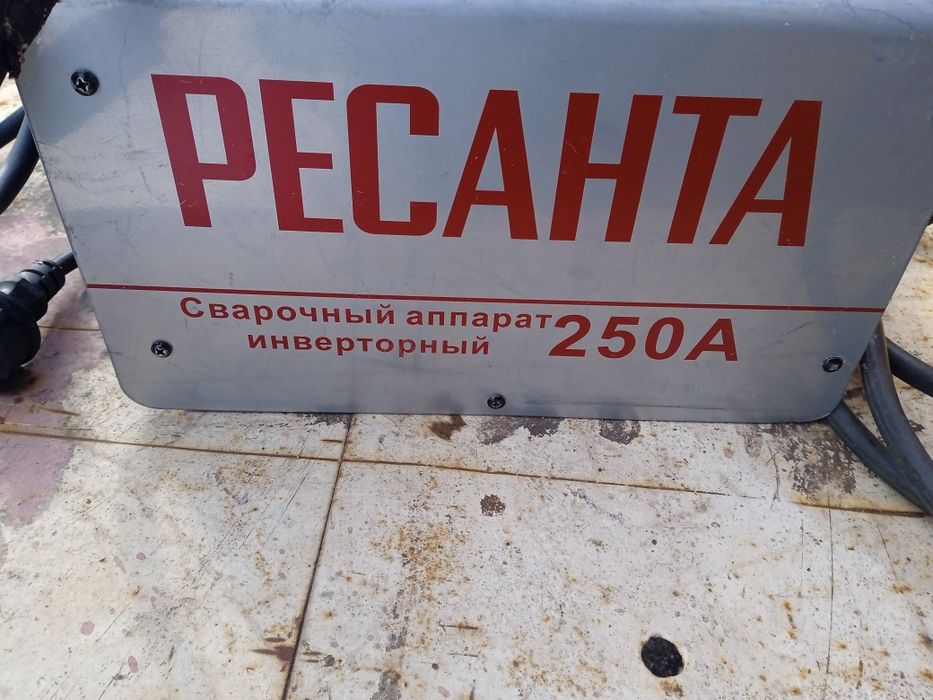 РЕСАНТА
Сварочный аппарат
инверторный 250А